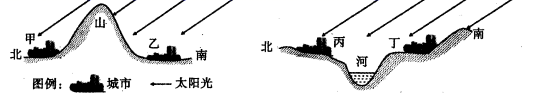 甲 山 乙
北 南
图例: 城市 太阳光
北 丙 河 丁 南